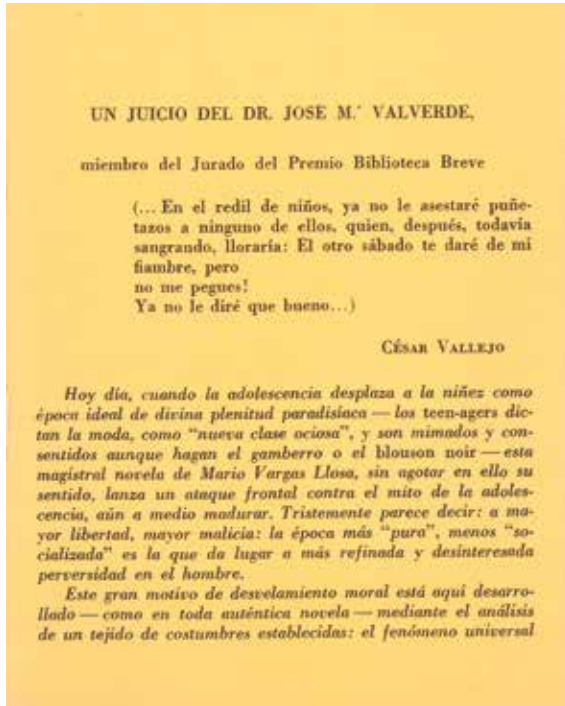 UN JUICIO DEL DR. JOSE M.ª VALVERDE,
miembro del Jurado del Premio Biblioteca Breve
(... En el redil de niños, ya no le asestaré puñe-
tazos a ninguno de ellos, quien, después, todavía
sangrando, lloraría: El otro sábado te daré de mi
fiambre, pero
no me pegues!
Ya no le diré que bueno...)
CÉSAR VALLEJO
Hoy día, cuando la adolescencia desplaza a la niñez como
época ideal de divina plenitud paradisíaca — los teen-agers dic-
tan la moda, como "nueva clase ociosa", y son mimados y con-
sentidos aunque hagan el gamberro o el blouson noir — esta
magistral novela de Mario Vargas Llosa, sin agotar en ello su
sentido, lanza un ataque frontal contra el mito de la adoles-
cencia, aún a medio madurar. Tristemente parece decir: a ma-
yor libertad, mayor malicia: la época más "pura", menos "so-
cializada" es la que da lugar a más refinada y desinteresada
perversidad en el hombre.
Este gran motivo de desvelamiento moral está aquí desarro-
llado — como en toda auténtica novela — mediante el análisis
de un tejido de costumbres establecidas: el fenómeno universal